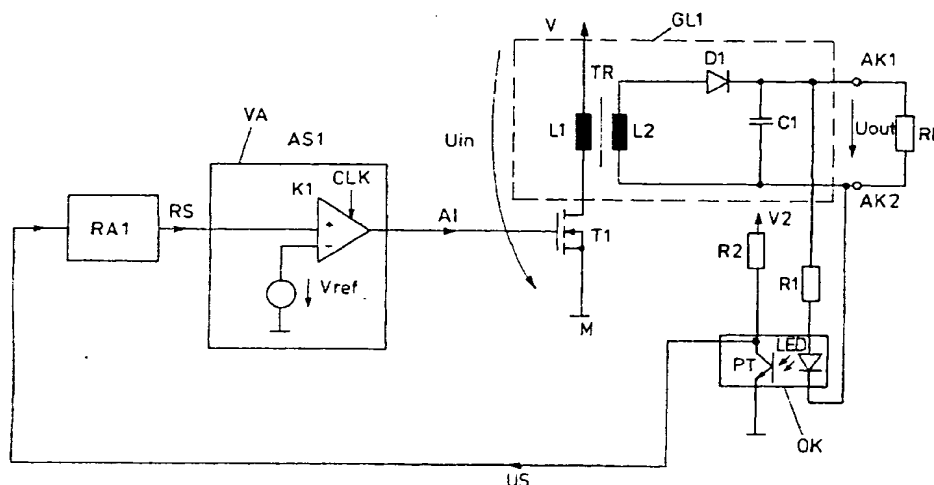 V
GL1
TR
D1
AK1
VA
AS1
Uin
L1
L2
C1
Uout
K1
CLK
RA1
RS
AI
T1
AK2
V2
R2
R1
Vref
M
LED
PT
OK
US